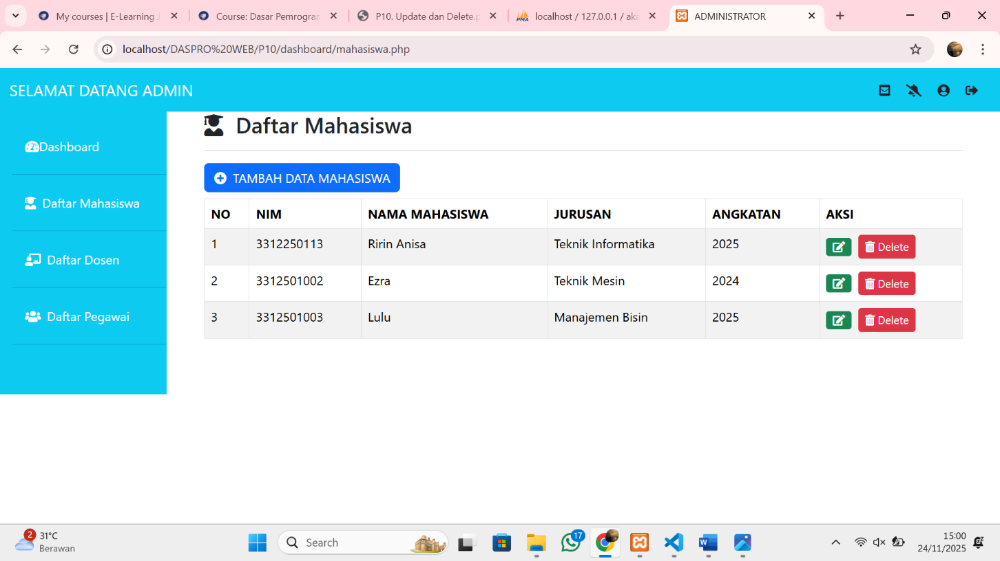 My courses | E-Learning J
Course: Dasar Pemrogran
P10. Update dan Delete.p
localhost / 127.0.0.1 / aka
ADMINISTRATOR
localhost/DASPRO%20WEB/P10/dashboard/mahasiswa.php
SELAMAT DATANG ADMIN
Dashboard
Daftar Mahasiswa
Daftar Dosen
Daftar Pegawai
Daftar Mahasiswa
TAMBAH DATA MAHASISWA
NO NIM NAMA MAHASISWA JURUSAN ANGKATAN AKSI
1 3312250113 Ririn Anisa Teknik Informatika 2025 Delete
2 3312501002 Ezra Teknik Mesin 2024 Delete
3 3312501003 Lulu Manajemen Bisin 2025 Delete
2
31°C
Berawan
Search
17
15:00
24/11/2025